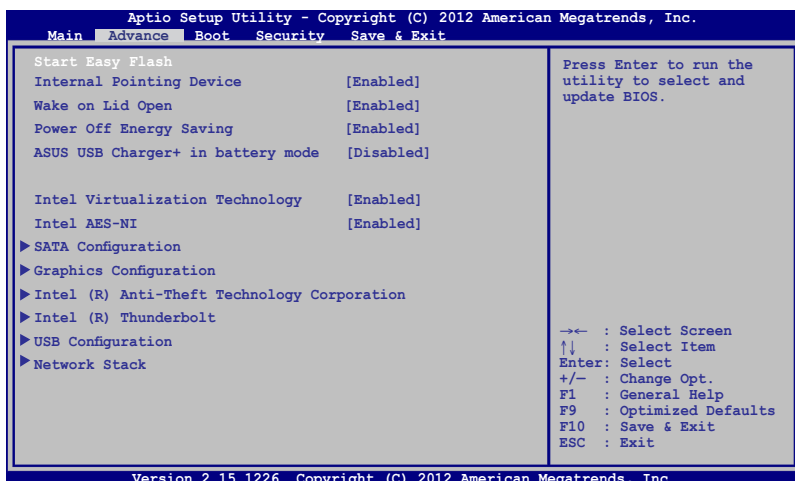 Aptio Setup Utility - Copyright (C) 2012 American Megatrends, Inc.
Main Advance Boot Security Save & Exit
Start Easy Flash
Internal Pointing Device [Enabled]
Wake on Lid Open [Enabled]
Power Off Energy Saving [Enabled]
ASUS USB Charger+ in battery mode [Disabled]
Intel Virtualization Technology [Enabled]
Intel AES-NI [Enabled]
SATA Configuration
Graphics Configuration
Intel (R) Anti-Theft Technology Corporation
Intel (R) Thunderbolt
USB Configuration
Network Stack
Press Enter to run the
utility to select and
update BIOS.
→← : Select Screen
↑↓ : Select Item
Enter: Select
+/— : Change Opt.
F1 : General Help
F9 : Optimized Defaults
F10 : Save & Exit
ESC : Exit
Version 2.15.1226. Copyright (C) 2012 American Megatrends, Inc.